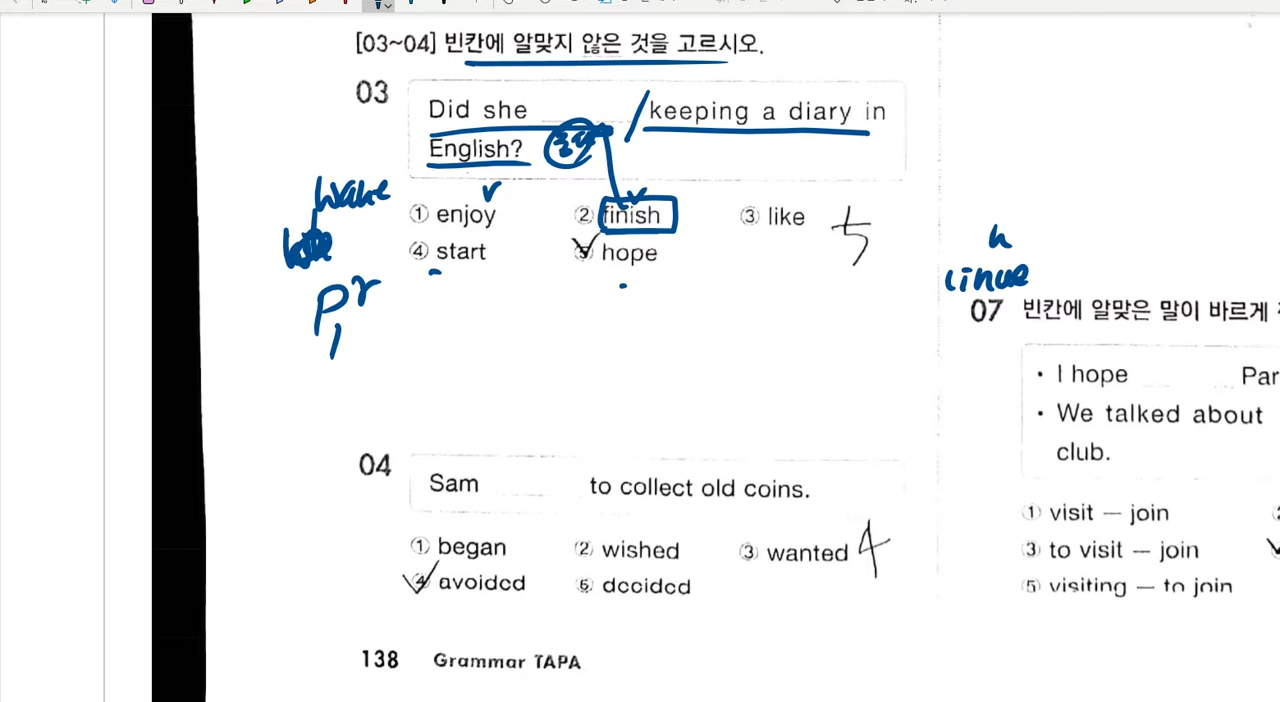 [03~04] 빈칸에 알맞지 않은 것을 고르시오.
03
Did she keeping a diary in
English?
① enjoy ② finish ③ like
④ start ⑤ hope
5
04
Sam to collect old coins.
① began ② wished ③ wanted
④ avoided ⑤ decided
4
138 Grammar TAPA
07 빈칸에 알맞은 말이 바르게
• I hope Par
• We talked about
club.
① visit — join
③ to visit — join
⑤ visiting — to join